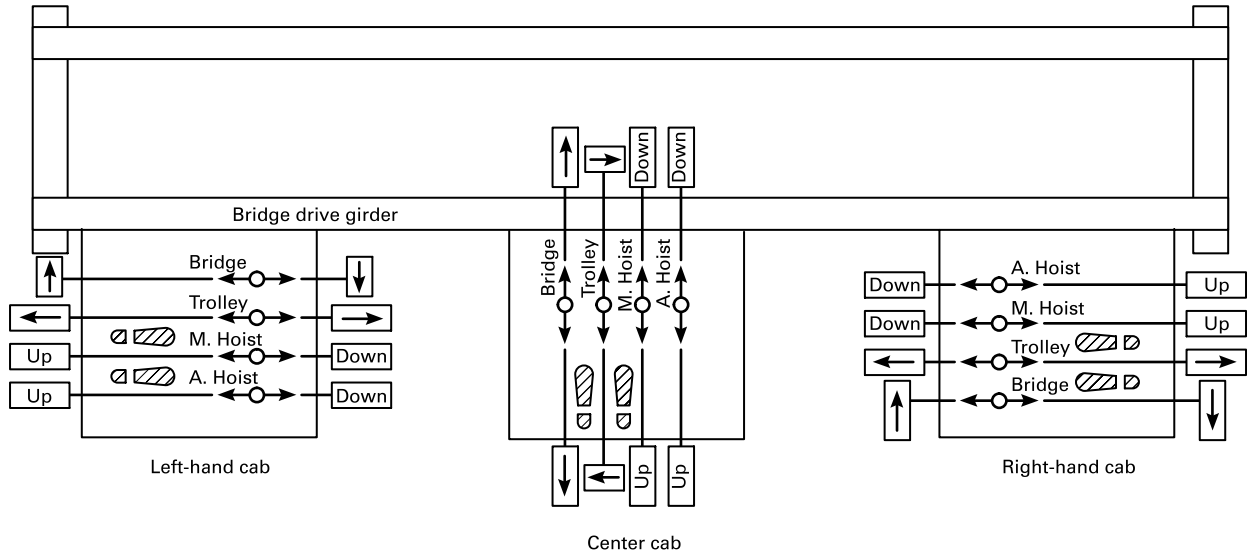 Bridge drive girder
Bridge
Trolley
M. Hoist
A. Hoist
Up
Up
Down
Down
Left-hand cab
Down
Down
Bridge
Trolley
M. Hoist
A. Hoist
Up
Up
Center cab
A. Hoist
M. Hoist
Trolley
Bridge
Down
Down
Up
Up
Right-hand cab